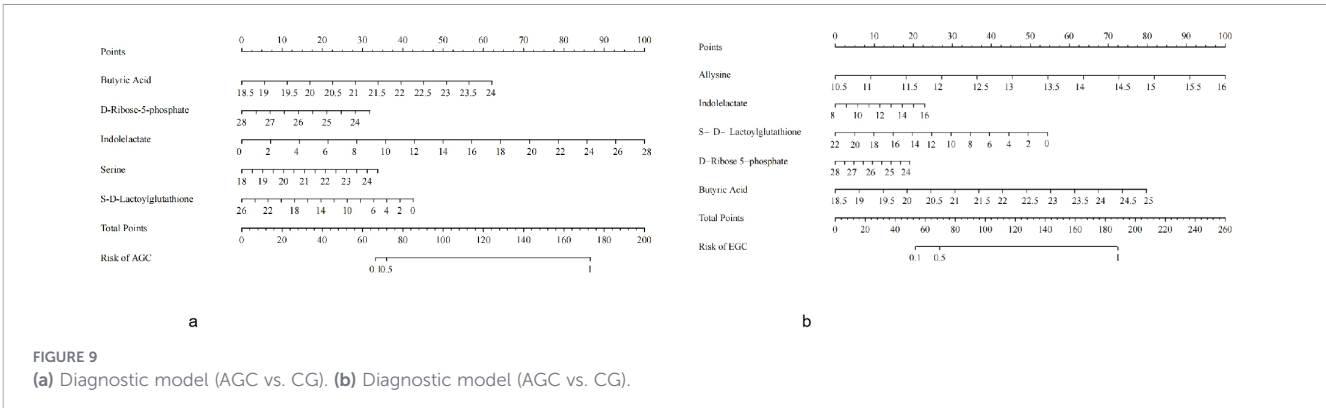 0 10 20 30 40 50 60 70 80 90 100
Points
Butyric Acid
18.5 19 19.5 20 20.5 21 21.5 22 22.5 23 23.5 24
D-Ribose-5-phosphate
28 27 26 25 24
Indolelactate
0 2 4 6 8 10 12 14 16 18 20 22 24 26 28
Serine
18 19 20 21 22 23 24
S-D-Lactoylglutathione
26 22 18 14 10 6 4 2 0
Total Points
0 20 40 60 80 100 120 140 160 180 200
Risk of AGC
0.10.5 1
a
0 10 20 30 40 50 60 70 80 90 100
Points
Allysine
10.5 11 11.5 12 12.5 13 13.5 14 14.5 15 15.5 16
Indolelactate
8 10 12 14 16
S– D– Lactoylglutathione
22 20 18 16 14 12 10 8 6 4 2 0
D–Ribose 5–phosphate
28 27 26 25 24
Butyric Acid
18.5 19 19.5 20 20.5 21 21.5 22 22.5 23 23.5 24 24.5 25
Total Points
0 20 40 60 80 100 120 140 160 180 200 220 240 260
Risk of EGC
0.1 0.5 1
b
FIGURE 9
(a) Diagnostic model (AGC vs. CG). (b) Diagnostic model (AGC vs. CG).